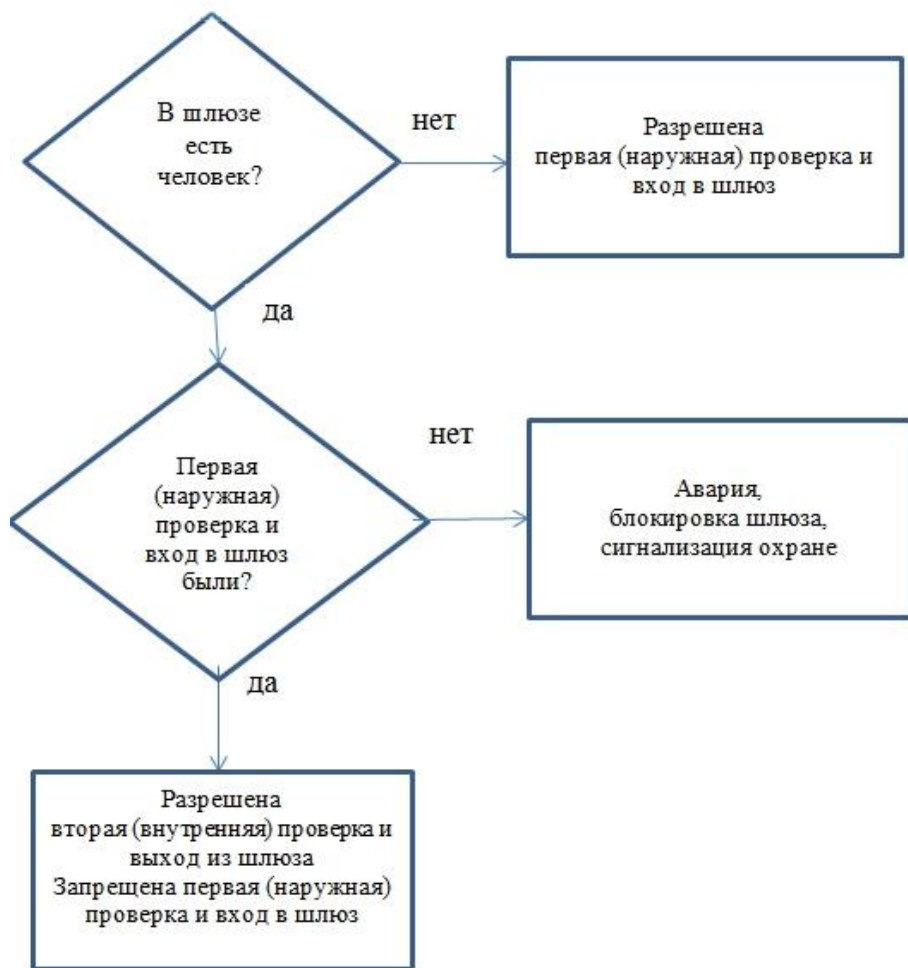 В шлюзе
есть
человек?
нет
Разрешена
первая (наружная) проверка и
вход в шлюз
да
Первая
(наружная)
проверка и
вход в шлюз
были?
нет
Авария,
блокировка шлюза,
сигнализация охране
да
Разрешена
вторая (внутренняя) проверка и
выход из шлюза
Запрещена первая (наружная)
проверка и вход в шлюз